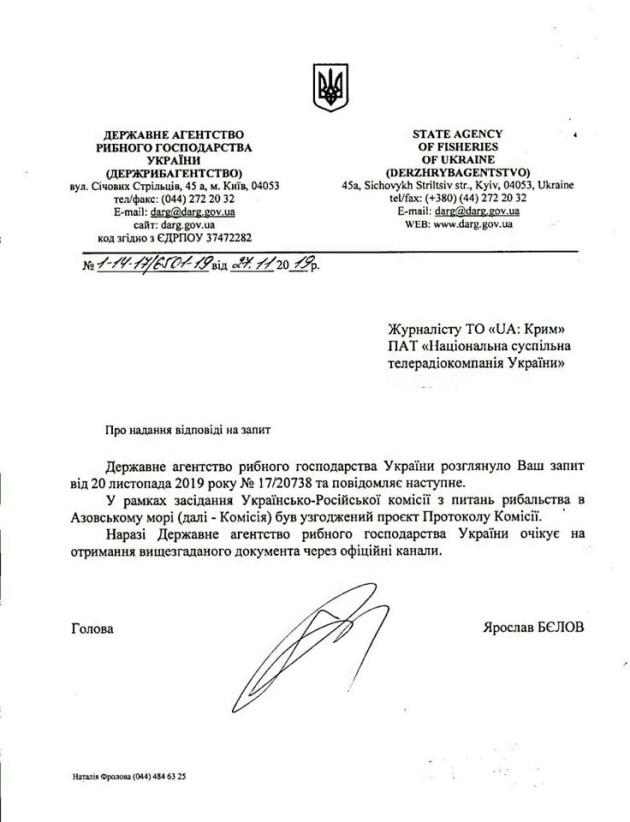 ДЕРЖАВНЕ АГЕНТСТВО
РИБНОГО ГОСПОДАРСТВА
УКРАЇНИ
(ДЕРЖРИБАГЕНТСТВО)
вул. Січових Стрільців, 45 а, м. Київ, 04053
тел/факс: (044) 272 20 32
E-mail: darg@darg.gov.ua
сайт: darg.gov.ua
код згідно з ЄДРПОУ 37472282
STATE AGENCY
OF FISHERIES
OF UKRAINE
(DERZHRYBAGENTSTVO)
45a, Sichovykh Striltsiv str., Kyiv, 04053, Ukraine
tel/fax: (+380) (44) 272 20 32
E-mail: darg@darg.gov.ua
WEB: www.darg.gov.ua
№ 1-14-17/6501-19 від 27.11 2019р.
Журналісту ТО «UA: Крим»
ПАТ «Національна суспільна
телерадіокомпанія України»
Про надання відповіді на запит
Державне агентство рибного господарства України розглянуло Ваш запит
від 20 листопада 2019 року № 17/20738 та повідомляє наступне.
У рамках засідання Українсько-Російської комісії з питань рибальства в
Азовському морі (далі - Комісія) був узгоджений проєкт Протоколу Комісії.
Наразі Державне агентство рибного господарства України очікує на
отримання вищезгаданого документа через офіційні канали.
Голова Ярослав БЄЛОВ
Наталія Фролова (044) 484 63 25